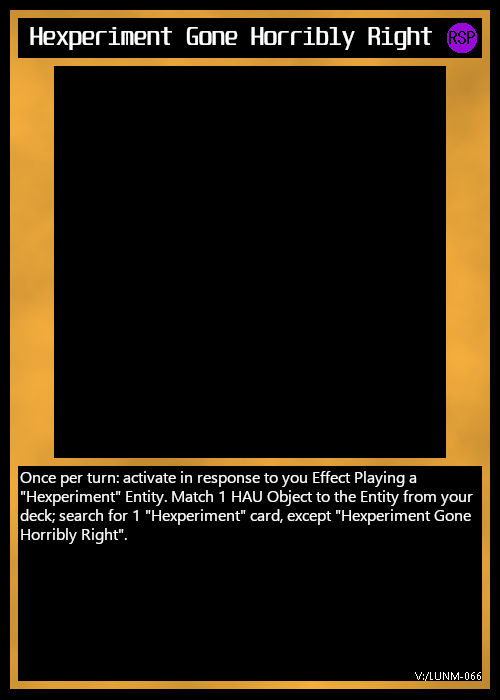 Hexperiment Gone Horribly Right RSP
Once per turn: activate in response to you Effect Playing a
"Hexperiment" Entity. Match 1 HAU Object to the Entity from your
deck; search for 1 "Hexperiment" card, except "Hexperiment Gone
Horribly Right".
V:/LUNM-066